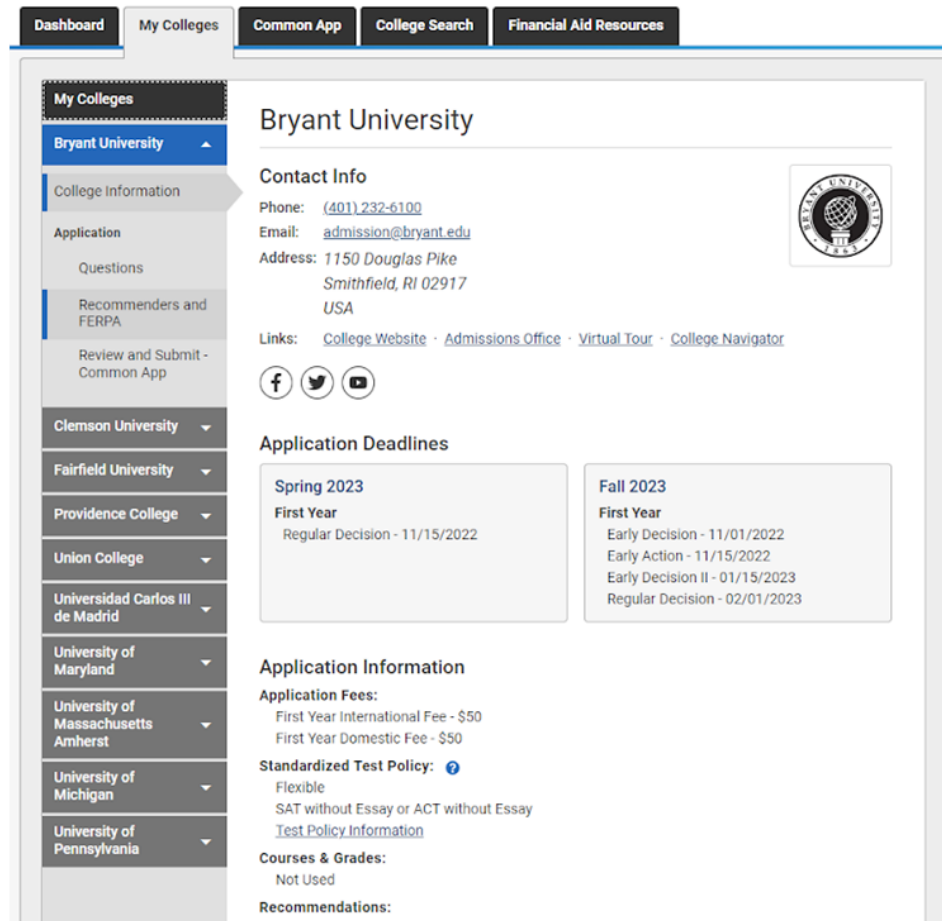 Dashboard
My Colleges
Common App
College Search
Financial Aid Resources
My Colleges
Bryant University
College Information
Application
Questions
Recommenders and
FERPA
Review and Submit -
Common App
Clemson University
Fairfield University
Providence College
Union College
Universidad Carlos III
de Madrid
University of
Maryland
University of
Massachusetts
Amherst
University of
Michigan
University of
Pennsylvania
Bryant University
Contact Info
Phone: (401) 232-6100
Email: admission@bryant.edu
Address: 1150 Douglas Pike
Smithfield, RI 02917
USA
Links: College Website · Admissions Office · Virtual Tour · College Navigator
BRYANT UNIVERSITY
· 1863 ·
Application Deadlines
Spring 2023
First Year
Regular Decision - 11/15/2022
Fall 2023
First Year
Early Decision - 11/01/2022
Early Action - 11/15/2022
Early Decision II - 01/15/2023
Regular Decision - 02/01/2023
Application Information
Application Fees:
First Year International Fee - $50
First Year Domestic Fee - $50
Standardized Test Policy: ?
Flexible
SAT without Essay or ACT without Essay
Test Policy Information
Courses & Grades:
Not Used
Recommendations: